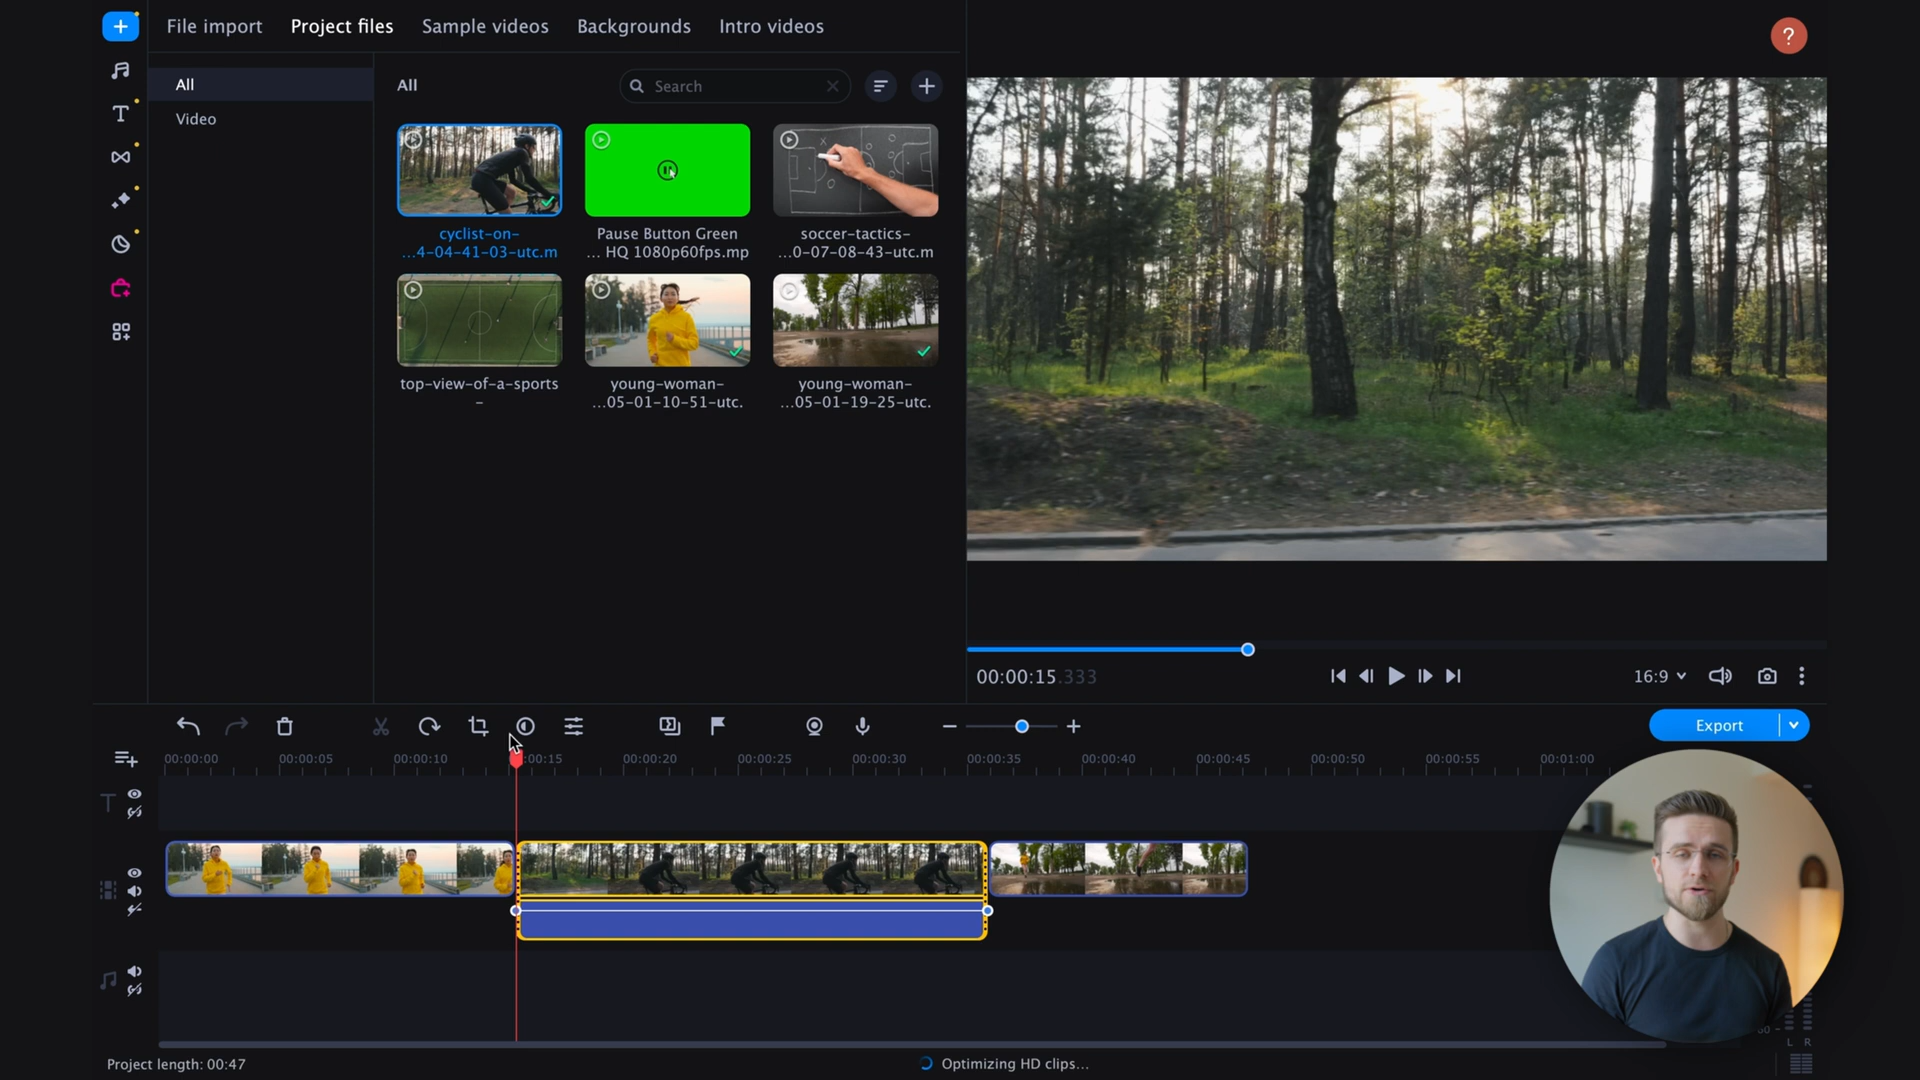 File import
Project files
Sample videos
Backgrounds
Intro videos
?
All
Video
All
Search
cyclist-on-
...4-04-41-03-utc.m
Pause Button Green
... HQ 1080p60fps.mp
soccer-tactics-
...0-07-08-43-utc.m
top-view-of-a-sports
-
young-woman-
...05-01-10-51-utc.
young-woman-
...05-01-19-25-utc.
00:00:15.333
16:9
Export
00:00:00
00:00:05
00:00:10
00:15
00:00:20
00:00:25
00:00:30
00:00:35
00:00:40
00:00:45
00:00:50
00:00:55
00:01:00
L R
Project length: 00:47
Optimizing HD clips...